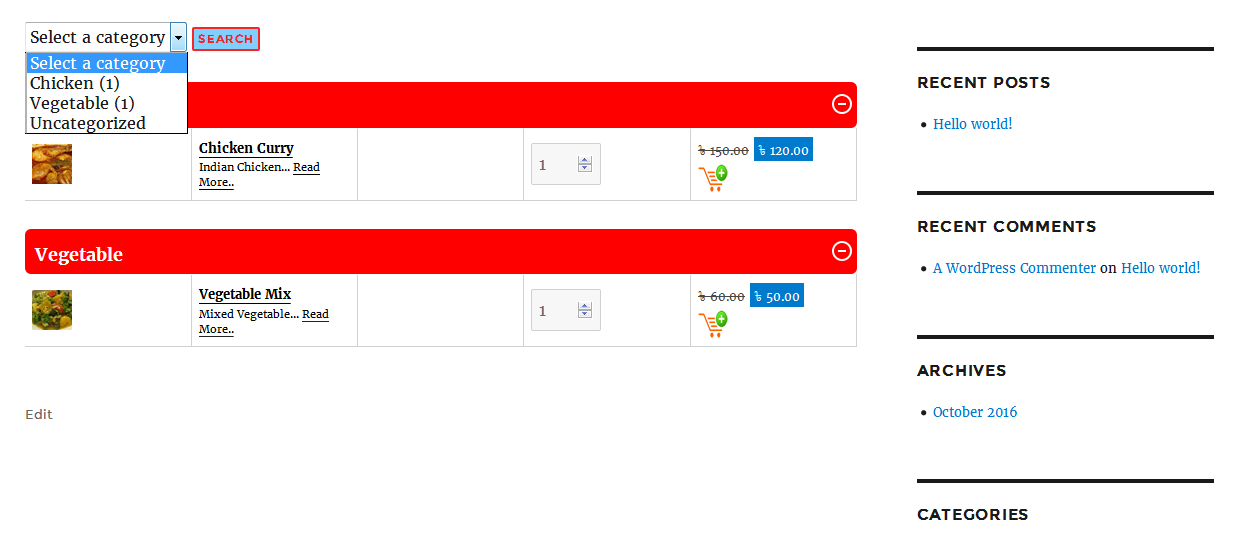 Select a category
SEARCH
Select a category
Chicken (1)
Vegetable (1)
Uncategorized
Chicken Curry
Indian Chicken... Read
More..
1
৳ 150.00 ৳ 120.00
Vegetable
Vegetable Mix
Mixed Vegetable... Read
More..
1
৳ 60.00 ৳ 50.00
Edit
RECENT POSTS
Hello world!
RECENT COMMENTS
A WordPress Commenter on Hello world!
ARCHIVES
October 2016
CATEGORIES